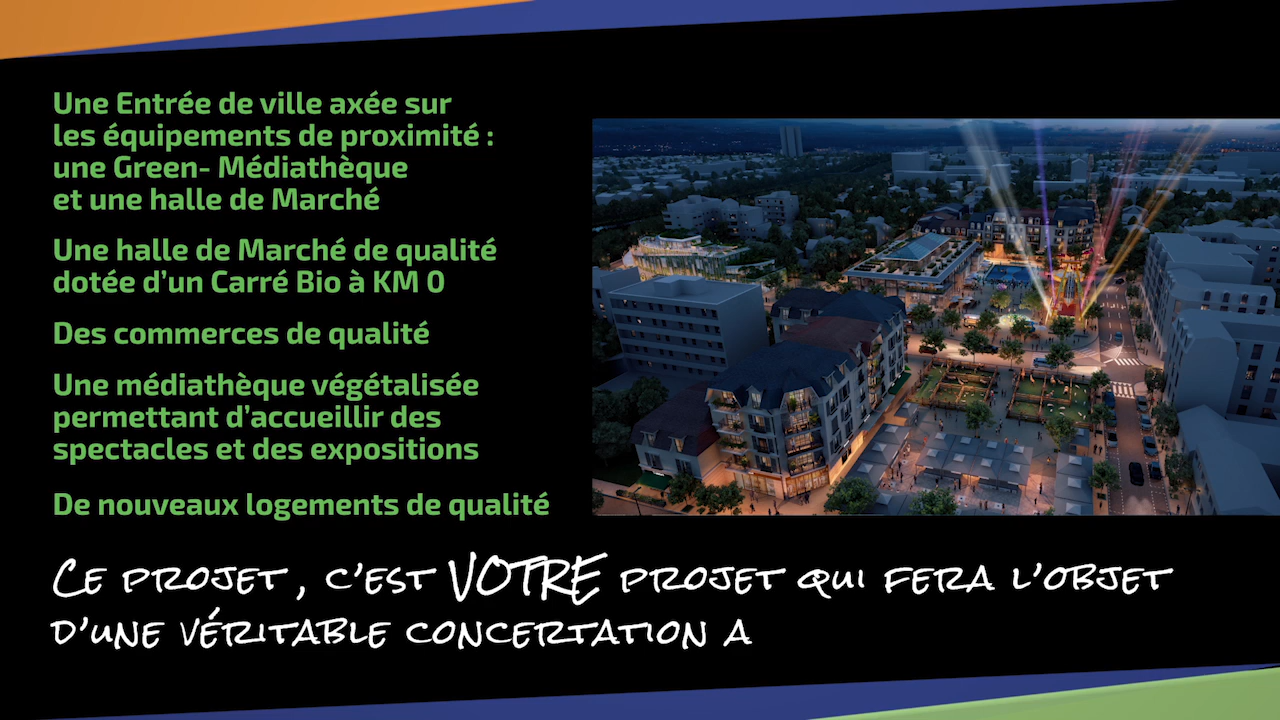 Une Entrée de ville axée sur
les équipements de proximité :
une Green- Médiathèque
et une halle de Marché
Une halle de Marché de qualité
dotée d'un Carré Bio à KM 0
Des commerces de qualité
Une médiathèque végétalisée
permettant d'accueillir des
spectacles et des expositions
De nouveaux logements de qualité
Ce projet , c'est VOTRE projet qui fera l'objet
d'une véritable concertation a